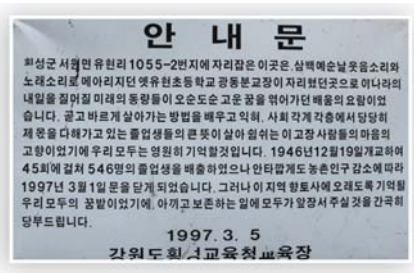 안 내 문
횡성군 서원면 유현리 1055-2번지에 자리잡은 이곳은, 삼백예순날 웃음소리와
노래소리로 메아리지던 옛유현초등학교 광동분교장이 자리했던곳으로 이나라의
내일을 짊어질 미래의 동량들이 오순도순 고운 꿈을 엮어가던 배움의 요람이었
습니다. 곧고 바르게 살아가는 방법을 배우고 익혀, 사회 각계 각층에서 당당히
제 몫을 다해가고 있는 졸업생들의 큰 뜻이 살아 쉼쉬는 이 고장 사람들의 마음의
고향이었기에 우리 모두는 영원히 기억할것입니다. 1946년12월19일개교하여
45회에 걸쳐 546명의 졸업생을 배출하였으나 안타깝게도 농촌인구 감소에 따라
1997년 3월1일 문을 닫게 되었습니다. 그러나 이 지역 향토사에 오래도록 기억될
우리 모두의 꿈밭이었기에, 아끼고 보존하는 일에 모두가 앞장서 주실 것을 간곡히
당부드립니다.
1997. 3. 5
강원도횡성교육청교육장